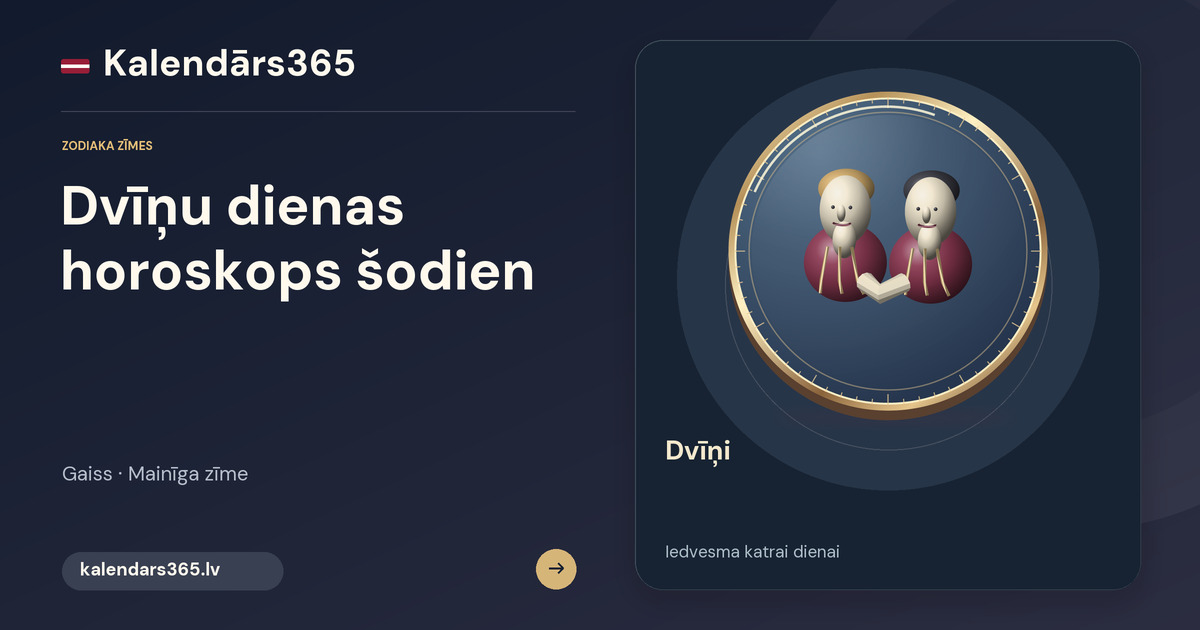 Kalendārs365
ZODIAKA ZĪMES
Dvīņu dienas
horoskops šodien
Gaiss · Mainīga zīme
kalendars365.lv
Dvīņi
Iedvesma katrai dienai